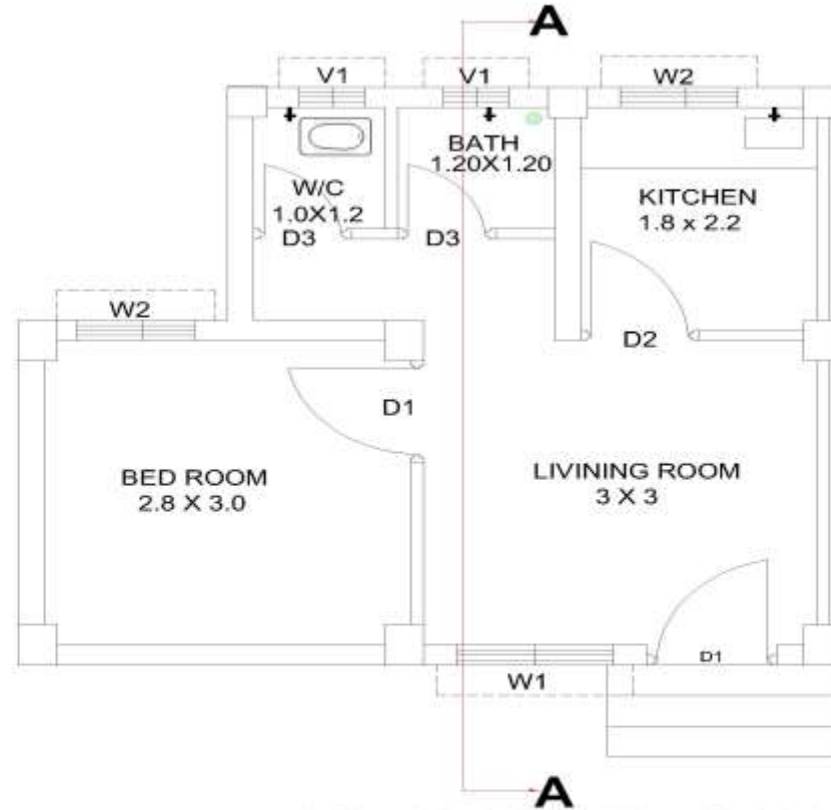 A
V1
V1
W2
BATH
1.20X1.20
W/C
1.0X1.2
KITCHEN
1.8 x 2.2
D3
D3
W2
D2
D1
BED ROOM
2.8 X 3.0
LIVINING ROOM
3 X 3
D1
W1
A